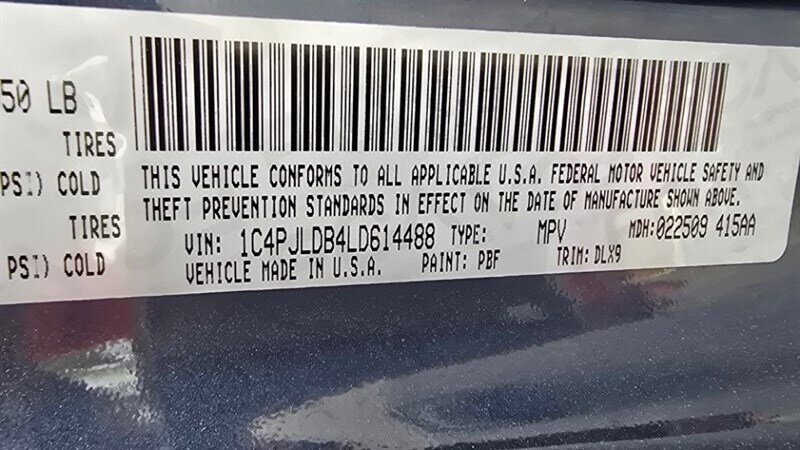 50 LB
TIRES
PSI) COLD
TIRES
PSI) COLD
THIS VEHICLE CONFORMS TO ALL APPLICABLE U.S.A. FEDERAL MOTOR VEHICLE SAFETY AND
THEFT PREVENTION STANDARDS IN EFFECT ON THE DATE OF MANUFACTURE SHOWN ABOVE.
VIN: 1C4PJLDB4LD614488 TYPE: MPV MDH:022509 415AA
VEHICLE MADE IN U.S.A. PAINT: PBF TRIM: DLX9